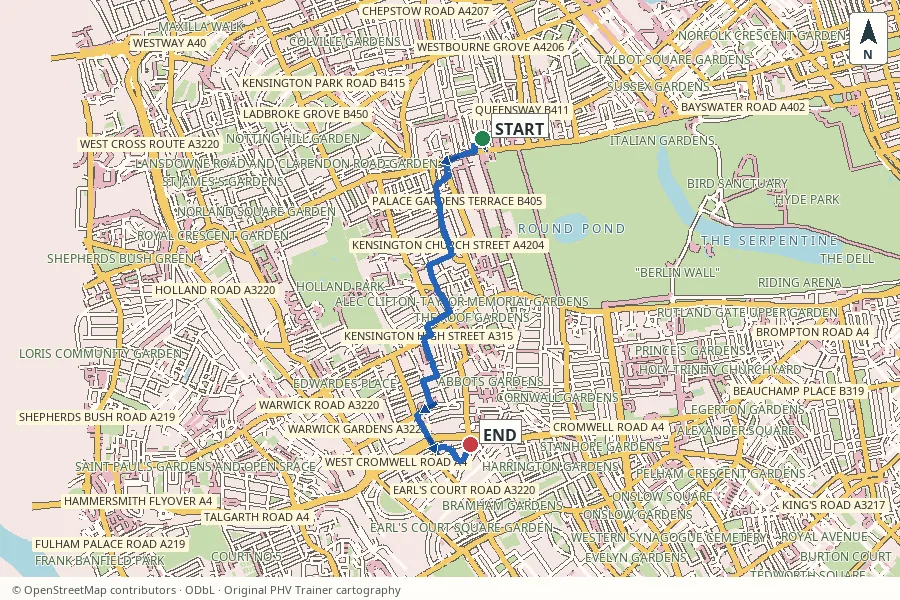 CHEPSTOW ROAD A4207
MAXILLA WALK
NORFOLK CRESCENT GARDEN
WESTWAY A40
COLVILLE GARDENS
WESTBOURNE GROVE A4206
TALBOT SQUARE GARDENS
N
KENSINGTON PARK ROAD B415
SUSSEX GARDENS
LADBROKE GROVE B450
QUEENSWAY B411
BAYSWATER ROAD A402
START
NOTTING HILL GARDEN
ITALIAN GARDENS
WEST CROSS ROUTE A3220
LANSDOWNE ROAD AND CLARENDON ROAD GARDEN
ST JAMES'S GARDENS
BIRD SANCTUARY
PALACE GARDENS TERRACE B405
HYDE PARK
NORLAND SQUARE GARDEN
ROUND POND
ROYAL CRESCENT GARDEN
KENSINGTON CHURCH STREET A4204
THE SERPENTINE
SHEPHERDS BUSH GREEN
THE DELL
"BERLIN WALL"
HOLLAND ROAD A3220
HOLLAND PARK
RIDING ARENA
ALEC CLIFTON-TAYLOR MEMORIAL GARDENS
THE ROOF GARDENS
RUTLAND GATE UPPER GARDEN
KENSINGTON HIGH STREET A315
BROMPTON ROAD A4
LORIS COMMUNITY GARDEN
PRINCE'S GARDENS
HOLY TRINITY CHURCHYARD
EDWARDES PLACE
ABBOTS GARDENS
BEAUCHAMP PLACE B319
CORNWALL GARDENS
WARWICK ROAD A3220
LEGERTON GARDENS
SHEPHERDS BUSH ROAD A219
WARWICK GARDENS A322
CROMWELL ROAD A4
ALEXANDER SQUARE
END
STANHOPE GARDENS
WEST CROMWELL ROAD
SAINT PAUL'S GARDENS AND OPEN SPACE
HARRINGTON GARDENS
PELHAM CRESCENT GARDENS
EARL'S COURT ROAD A3220
ONSLOW SQUARE
HAMMERSMITH FLYOVER A4
BRAMHAM GARDENS
KING'S ROAD A3217
TALGARTH ROAD A4
ONSLOW GARDENS
EARL'S COURT SQUARE GARDEN
WESTERN SYNAGOGUE CEMETERY
ROYAL AVENUE
FULHAM PALACE ROAD A219
FRANK BANFIELD PARK
COURT NO.5
EVELYN GARDENS
BURTON COURT
TEDWORTH SQUARE
© OpenStreetMap contributors · ODbL · Original PHV Trainer cartography